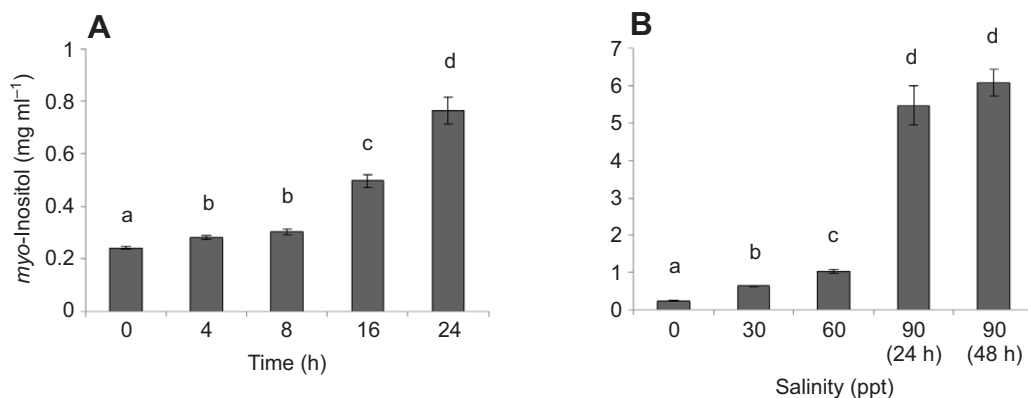 A
myo-Inositol (mg ml–1)
1
0.8
0.6
0.4
0.2
0
a
b
b
c
d
0 4 8 16 24
Time (h)
B
7
6
5
4
3
2
1
0
a
b
c
d
d
0 30 60 90 90
(24 h) (48 h)
Salinity (ppt)